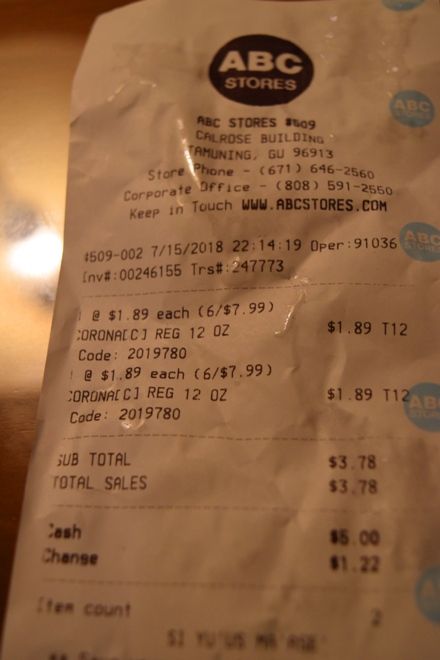 ABC
STORES
ABC STORES #509
CALROSE BUILDING
TAMUNING, GU 96913
Store Phone - (671) 646-2560
Corporate Office - (808) 591-2550
Keep in Touch WWW.ABCSTORES.COM
#509-002 7/15/2018 22:14:19 Oper:91036
Inv#:00246155 Trs#:247773
@ $1.89 each (6/$7.99)
CORONA[C] REG 12 OZ $1.89 T12
Code: 2019780
@ $1.89 each (6/$7.99)
CORONA[C] REG 12 OZ $1.89 T12
Code: 2019780
SUB TOTAL $3.78
TOTAL SALES $3.78
Cash $5.00
Change $1.22
Item count 2
SI YU'US MA'ASE'